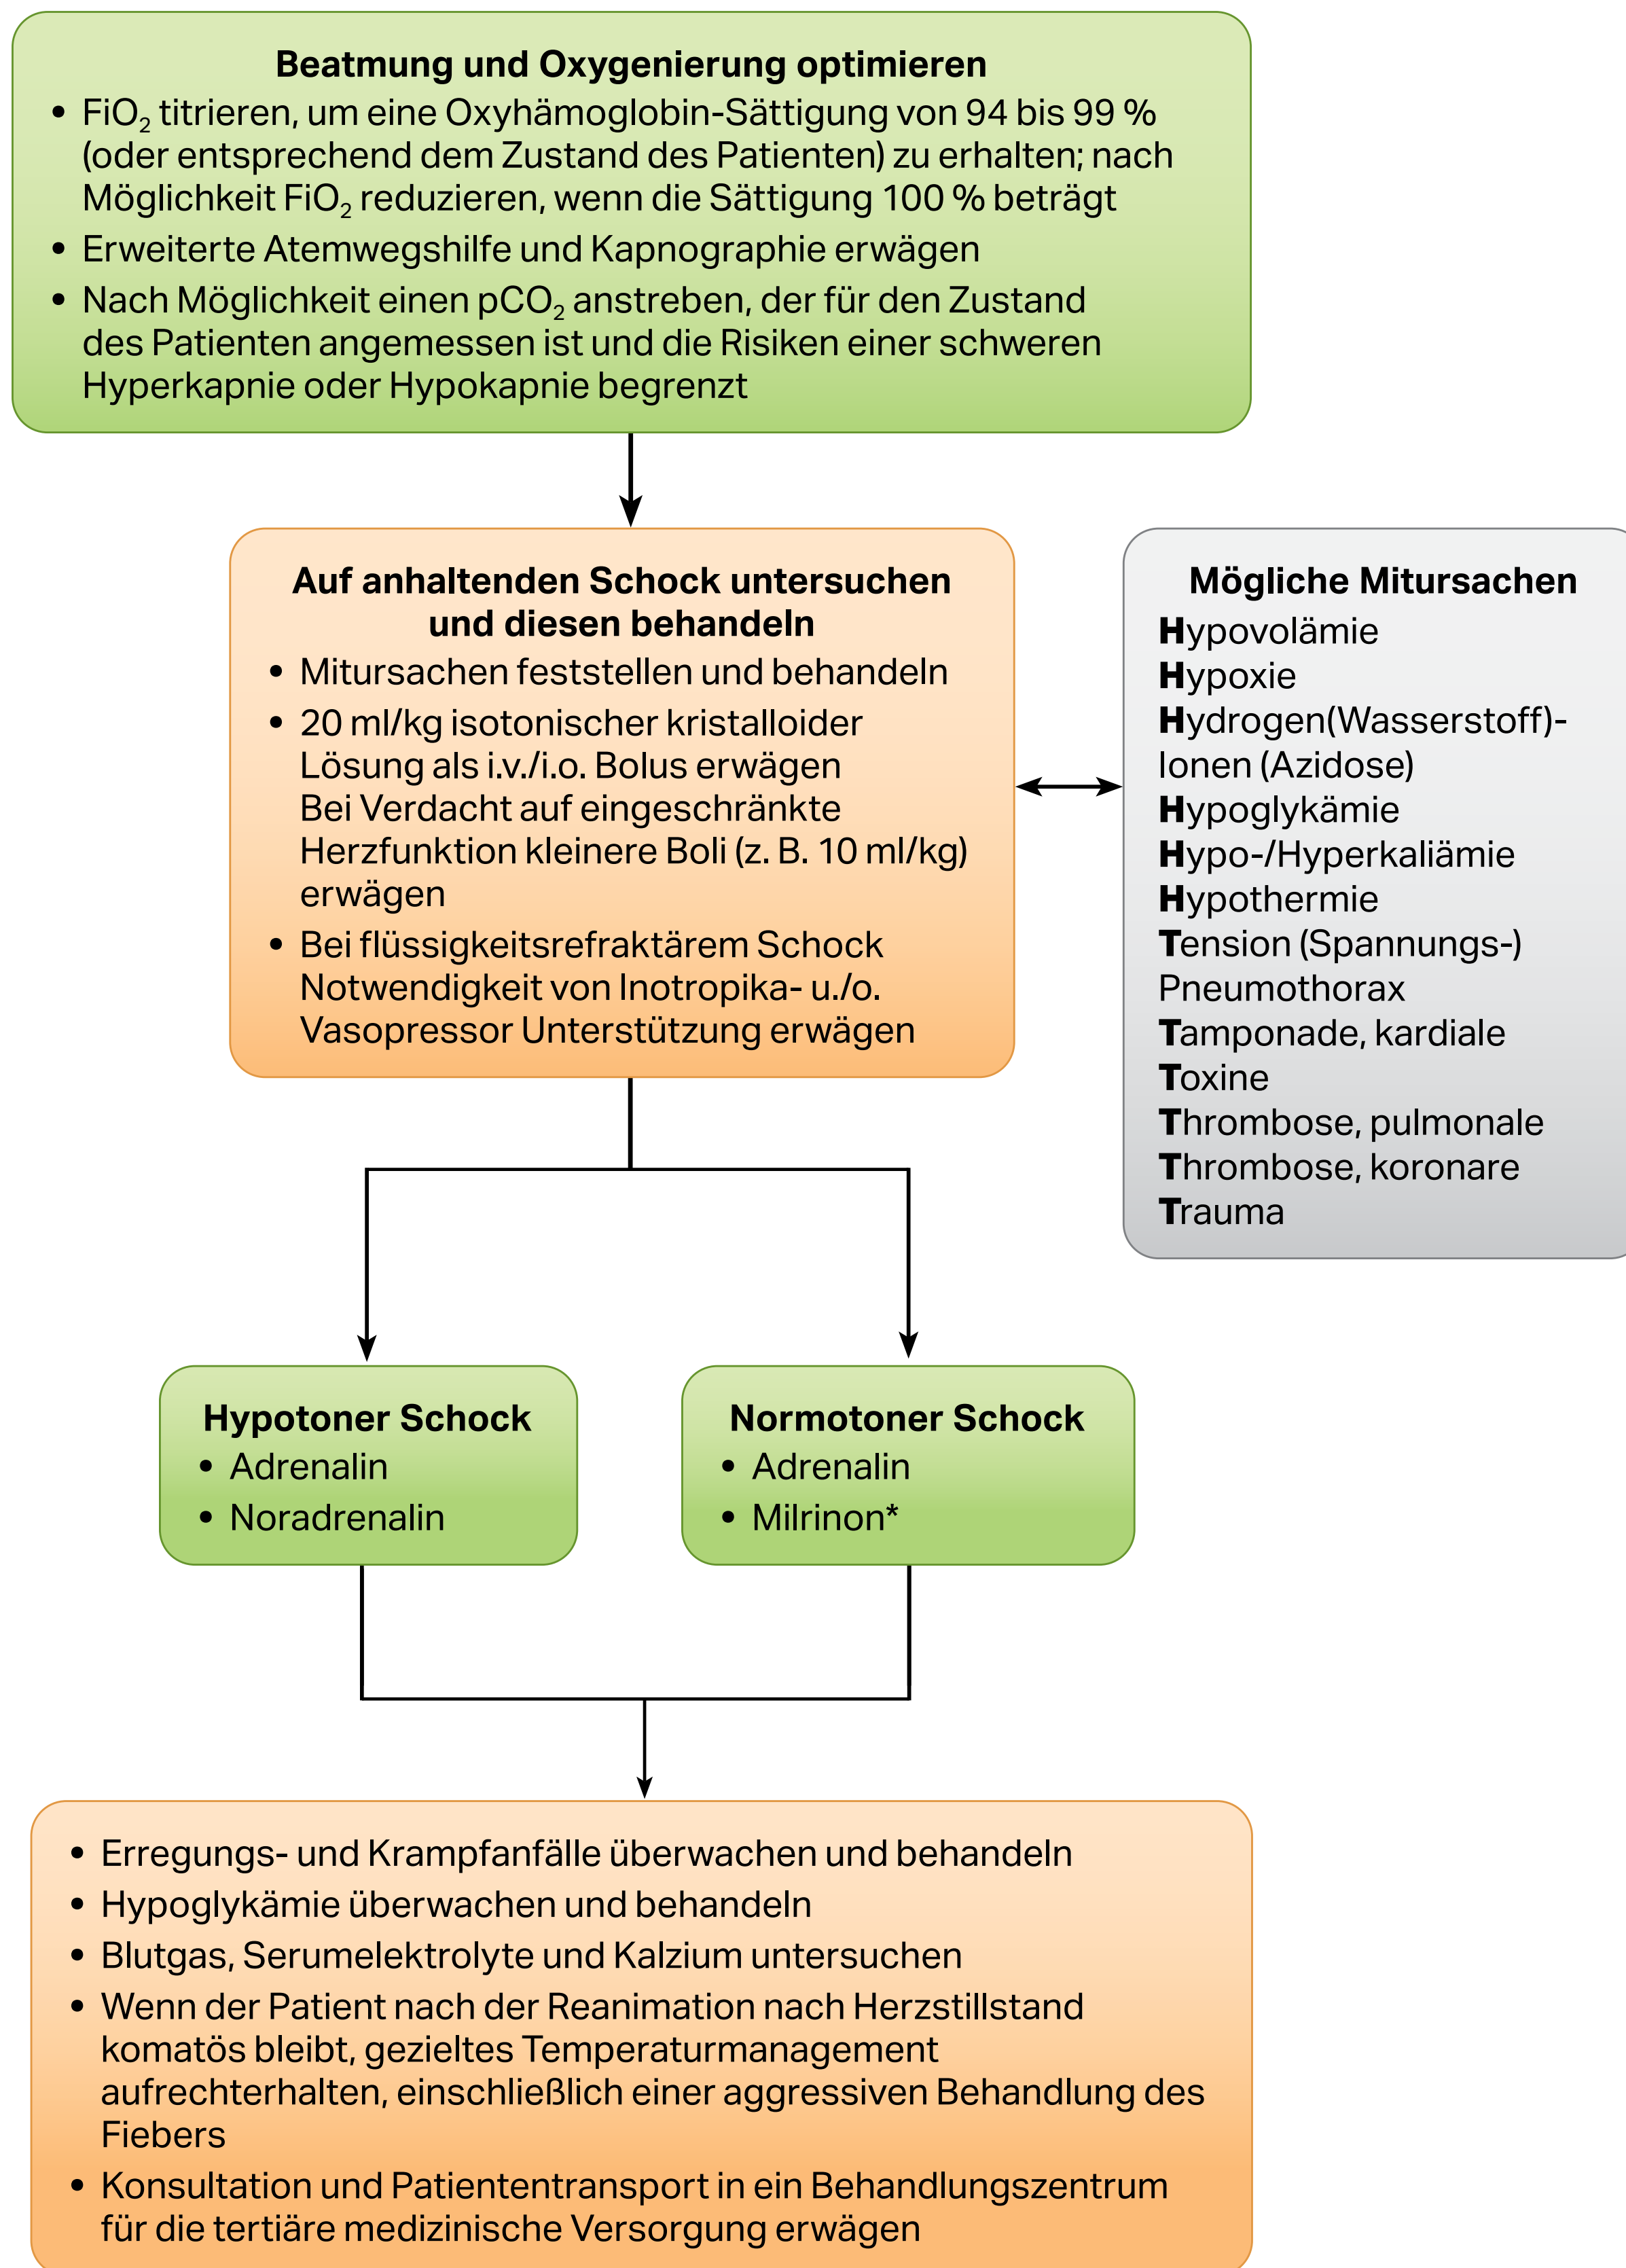 Beatmung und Oxygenierung optimieren
• FiO₂ titrieren, um eine Oxyhämoglobin-Sättigung von 94 bis 99 %
(oder entsprechend dem Zustand des Patienten) zu erhalten; nach
Möglichkeit FiO₂ reduzieren, wenn die Sättigung 100 % beträgt
• Erweiterte Atemwegshilfe und Kapnographie erwägen
• Nach Möglichkeit einen pCO₂ anstreben, der für den Zustand
des Patienten angemessen ist und die Risiken einer schweren
Hyperkapnie oder Hypokapnie begrenzt
Auf anhaltenden Schock untersuchen
und diesen behandeln
• Mitursachen feststellen und behandeln
• 20 ml/kg isotonischer kristalloider
Lösung als i.v./i.o. Bolus erwägen
Bei Verdacht auf eingeschränkte
Herzfunktion kleinere Boli (z. B. 10 ml/kg)
erwägen
• Bei flüssigkeitsrefraktärem Schock
Notwendigkeit von Inotropika- u./o.
Vasopressor Unterstützung erwägen
Mögliche Mitursachen
Hypovolämie
Hypoxie
Hydrogen(Wasserstoff)-
Ionen (Azidose)
Hypoglykämie
Hypo-/Hyperkaliämie
Hypothermie
Tension (Spannungs-)
Pneumothorax
Tamponade, kardiale
Toxine
Thrombose, pulmonale
Thrombose, koronare
Trauma
Hypotoner Schock
• Adrenalin
• Noradrenalin
Normotoner Schock
• Adrenalin
• Milrinon*
• Erregungs- und Krampfanfälle überwachen und behandeln
• Hypoglykämie überwachen und behandeln
• Blutgas, Serumelektrolyte und Kalzium untersuchen
• Wenn der Patient nach der Reanimation nach Herzstillstand
komatös bleibt, gezieltes Temperaturmanagement
aufrechterhalten, einschließlich einer aggressiven Behandlung des
Fiebers
• Konsultation und Patiententransport in ein Behandlungszentrum
für die tertiäre medizinische Versorgung erwägen